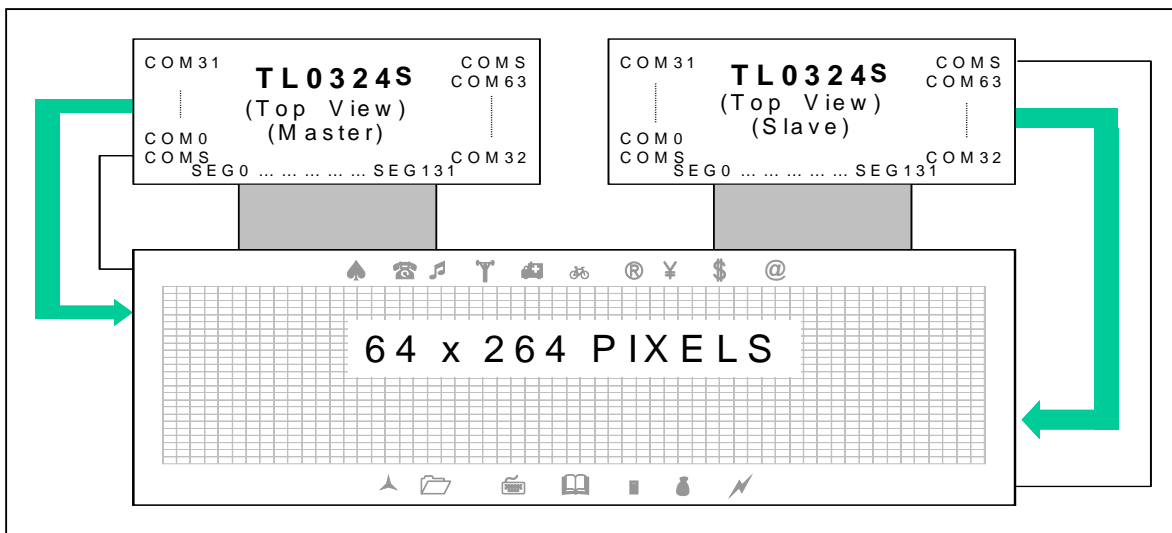 COM31
TL0324S
(Top View)
(Master)
COMS
COM63
COM0
COMS
COM32
SEG0 ... ... ... ... ... SEG131
COM31
TL0324S
(Top View)
(Slave)
COMS
COM63
COM0
COMS
COM32
SEG0 ... ... ... ... ... SEG131
® ¥ $ @
64 x 264 PIXELS